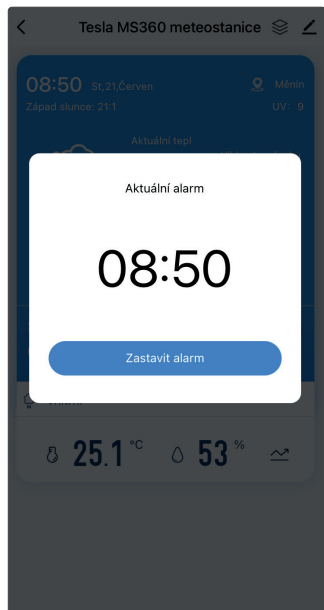 Tesla MS360 meteostanice
08:50 St,21,Červen
Měnín
Západ slunce: 21:1
UV: 9
Aktuální tepl
Aktuální alarm
08:50
Zastavit alarm
25.1 °C
53 %